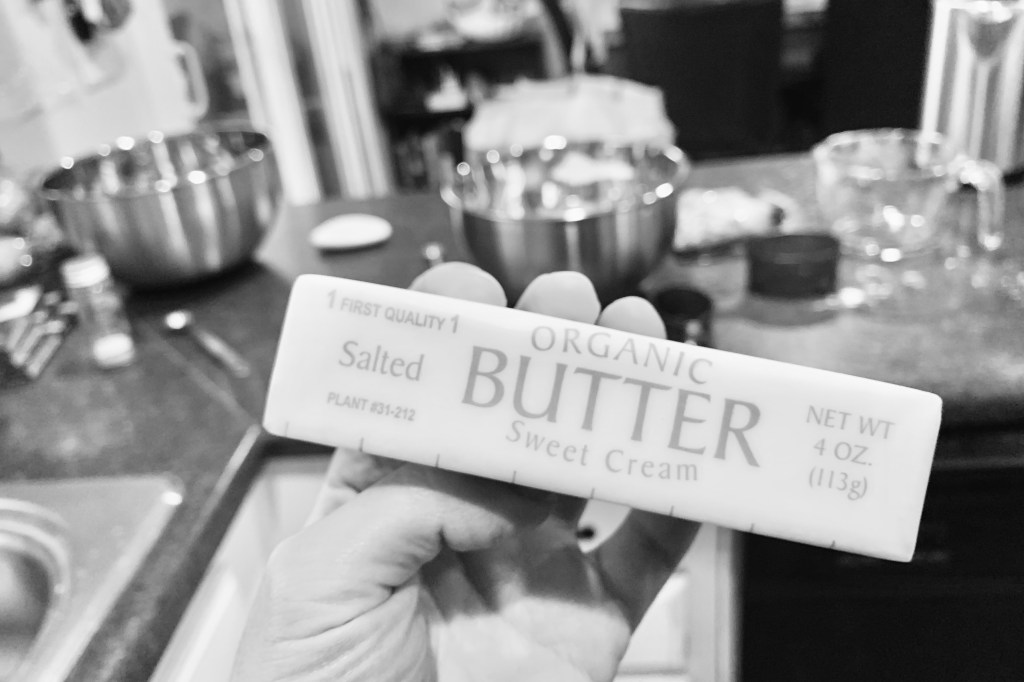 1 FIRST QUALITY 1
Salted
PLANT #31-212
ORGANIC
BUTTER
Sweet Cream
NET WT
4 OZ.
(113g)